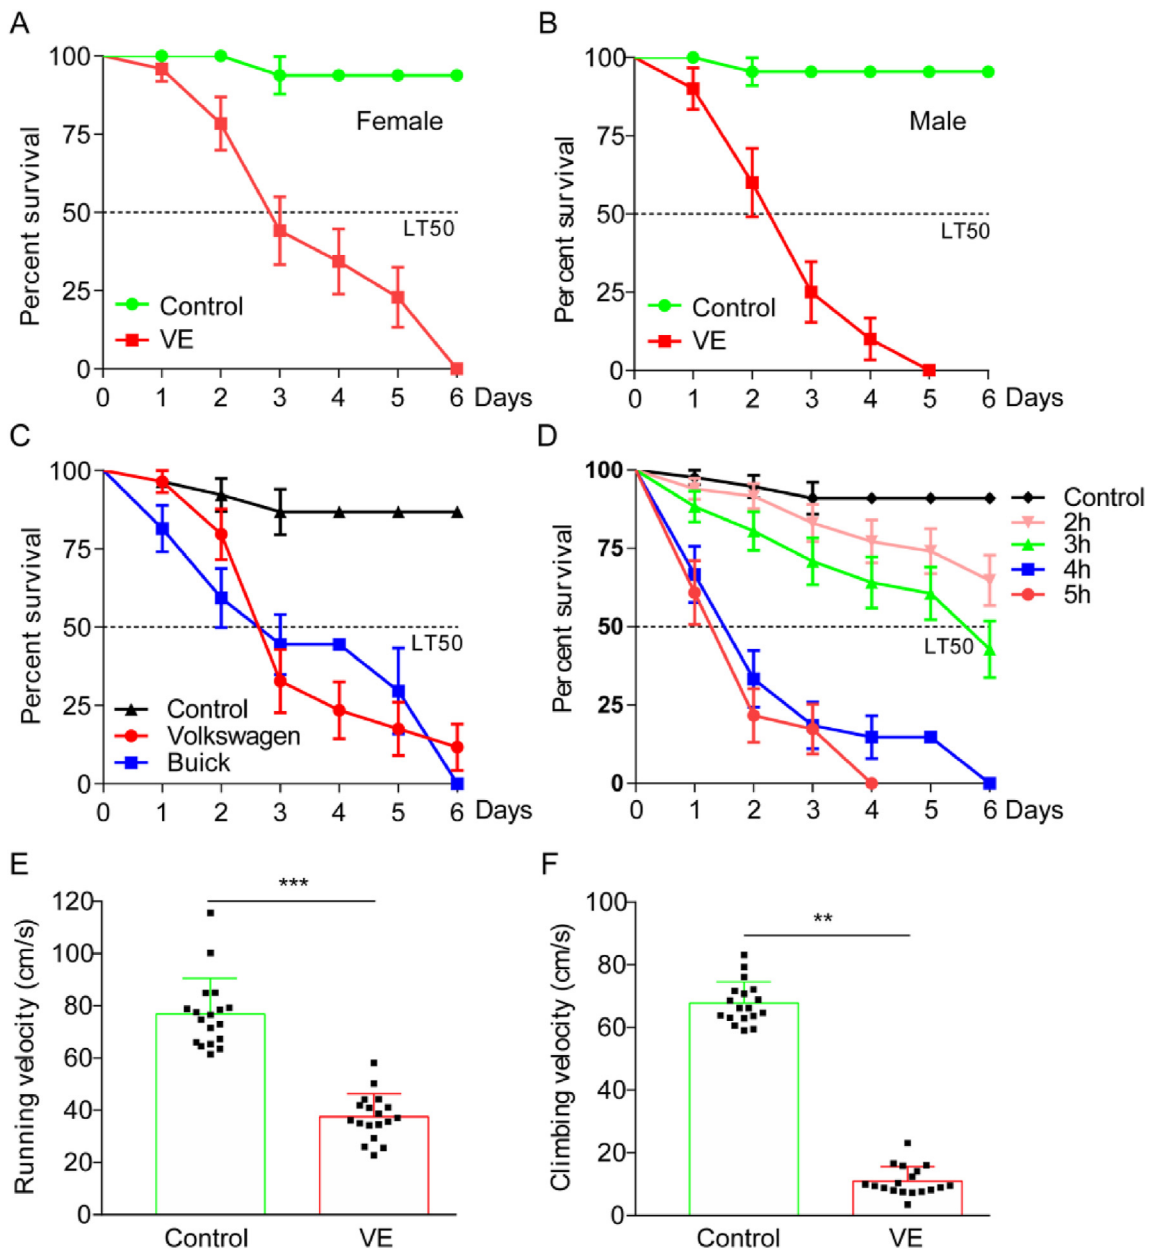 A
Percent survival
100
75
50
25
0
Female
LT50
Control
VE
0 1 2 3 4 5 6 Days
B
Percent survival
100
75
50
25
0
Male
LT50
Control
VE
0 1 2 3 4 5 6 Days
C
Percent survival
100
75
50
25
0
LT50
Control
Volkswagen
Buick
0 1 2 3 4 5 6 Days
D
Percent survival
100
75
50
25
0
Control
2h
3h
4h
5h
LT50
0 1 2 3 4 5 6 Days
E
Running velocity (cm/s)
120
100
80
60
40
20
0
***
Control VE
F
Climbing velocity (cm/s)
100
80
60
40
20
0
**
Control VE